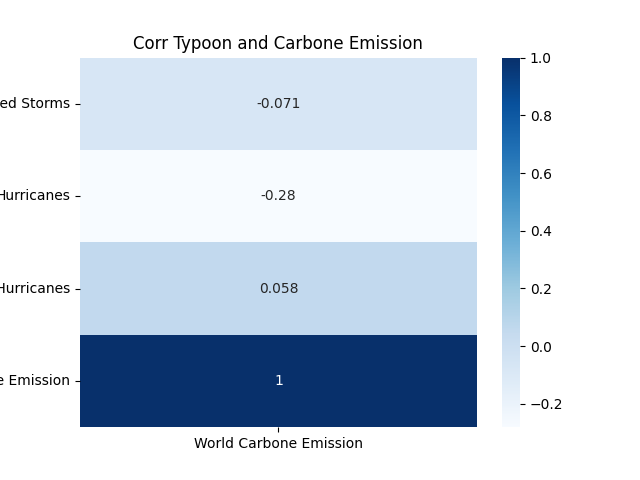 Corr Typoon and Carbone Emission
ed Storms
-0.071
Hurricanes
-0.28
Hurricanes
0.058
e Emission
1
World Carbone Emission
1.0
0.8
0.6
0.4
0.2
0.0
−0.2